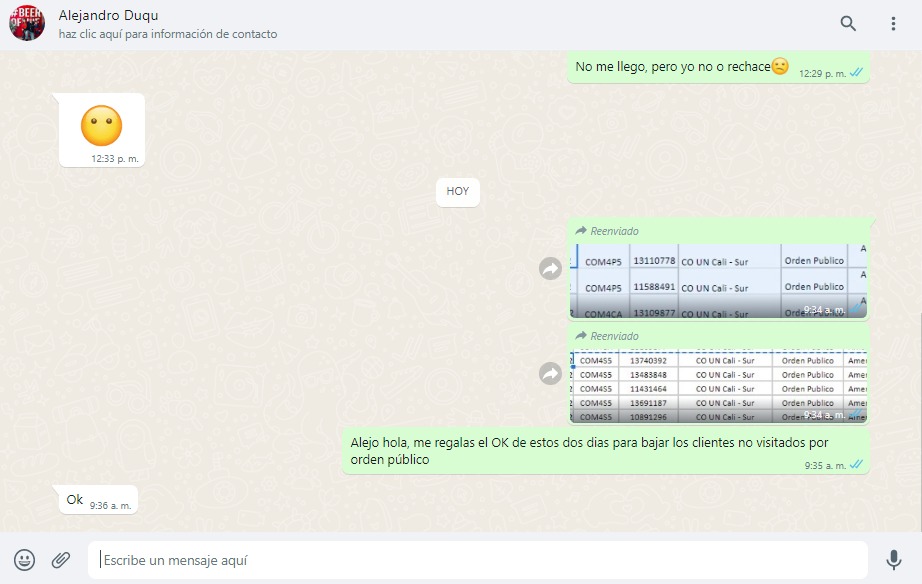 #BEER
Alejandro Duqu
haz clic aquí para información de contacto
No me llego, pero yo no o rechace
12:29 p. m.
12:33 p. m.
HOY
Reenviado
COM4P5 13110778 CO UN Cali - Sur Orden Publico A
COM4P5 11588491 CO UN Cali - Sur Orden Publico A
COM4CA 13109877 CO UN Cali - Sur Orden Publico A
9:34 a. m.
Reenviado
COM4S5 13740392 CO UN Cali - Sur Orden Publico Ame
COM4S5 13483848 CO UN Cali - Sur Orden Publico Ame
COM4S5 11431464 CO UN Cali - Sur Orden Publico Ame
COM4S5 13691187 CO UN Cali - Sur Orden Publico Ame
COM4S5 10891296 CO UN Cali - Sur Orden Publico Ame
9:34 a. m.
Alejo hola, me regalas el OK de estos dos dias para bajar los clientes no visitados por
orden público
9:35 a. m.
Ok
9:36 a. m.
Escribe un mensaje aquí